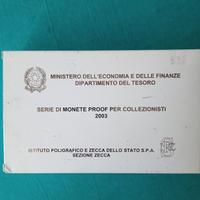 MINISTERO DELL'ECONOMIA E DELLE FINANZE
DIPARTIMENTO DEL TESORO
SERIE DI MONETE PROOF PER COLLEZIONISTI
2003
ISTITUTO POLIGRAFICO E ZECCA DELLO STATO S.P.A.
SEZIONE ZECCA